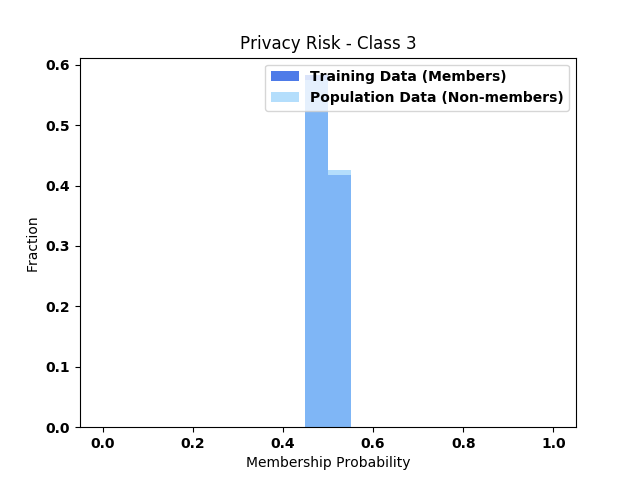 Privacy Risk - Class 3
Training Data (Members)
Population Data (Non-members)
0.6
0.5
0.4
0.3
0.2
0.1
0.0
Fraction
0.0 0.2 0.4 0.6 0.8 1.0
Membership Probability